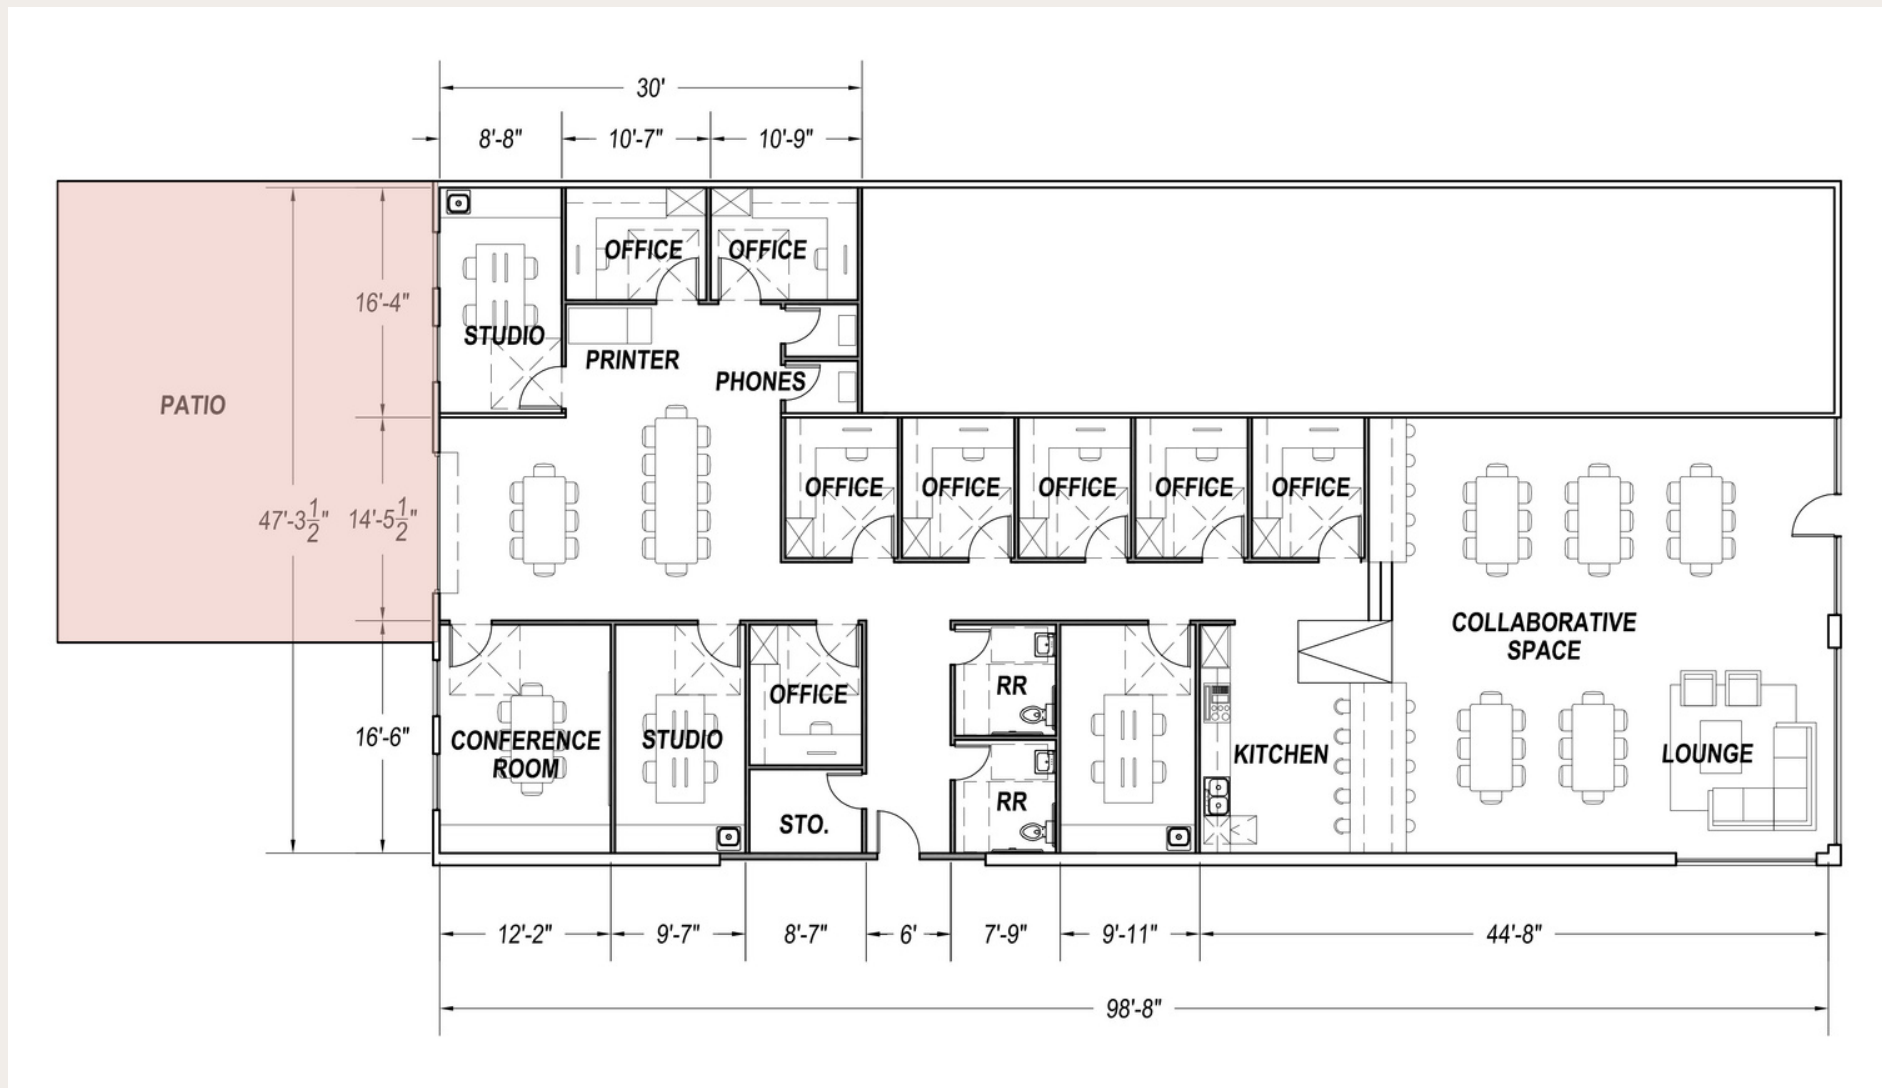 30'
8'-8"
10'-7"
10'-9"
OFFICE
OFFICE
16'-4"
STUDIO
PRINTER
PHONES
PATIO
47'-3 1/2"
14'-5 1/2"
OFFICE
OFFICE
OFFICE
OFFICE
OFFICE
COLLABORATIVE
SPACE
RR
OFFICE
16'-6"
CONFERENCE
ROOM
STUDIO
KITCHEN
LOUNGE
RR
STO.
12'-2"
9'-7"
8'-7"
6'
7'-9"
9'-11"
44'-8"
98'-8"